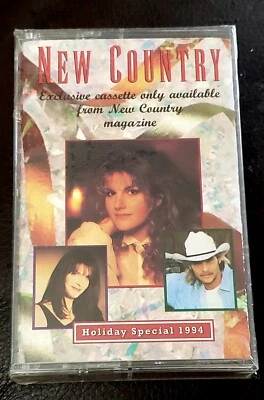 NEW COUNTRY
Exclusive cassette only available
from New Country
magazine
Holiday Special 1994